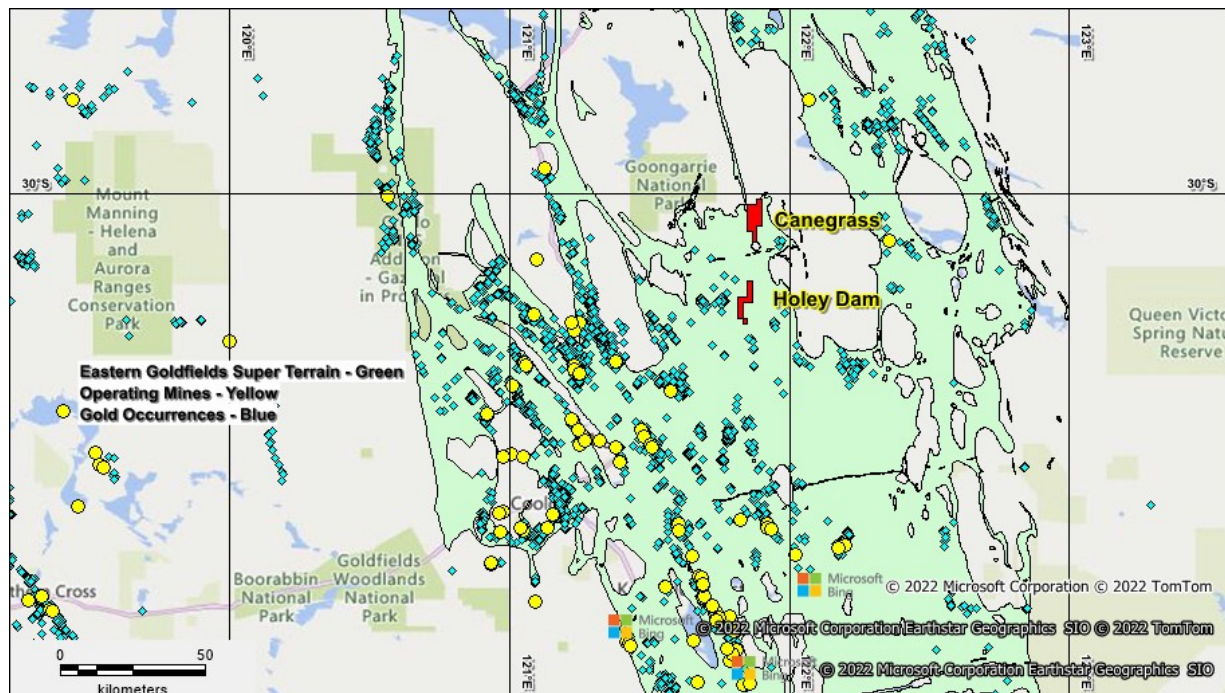 120°E
121°E
122°E
123°E
30°S
30°S
Goongarrie
National
Park
Mount
Manning
- Helena
and
Aurora
Ranges
Conservation
Park
Canegrass
Holey Dam
Queen Victo
Spring Natu
Reserve
Eastern Goldfields Super Terrain - Green
Operating Mines - Yellow
Gold Occurrences - Blue
Cool
Goldfields
Woodlands
National
Park
Boorabbin
National
Park
Cross
K
Microsoft
Bing
© 2022 Microsoft Corporation © 2022 TomTom
Microsoft
Bing
© 2022 Microsoft Corporation Earthstar Geographics SIO © 2022 TomTom
Microsoft
Bing
© 2022 Microsoft Corporation Earthstar Geographics SIO
0
50
kilometers
121°E
122°E